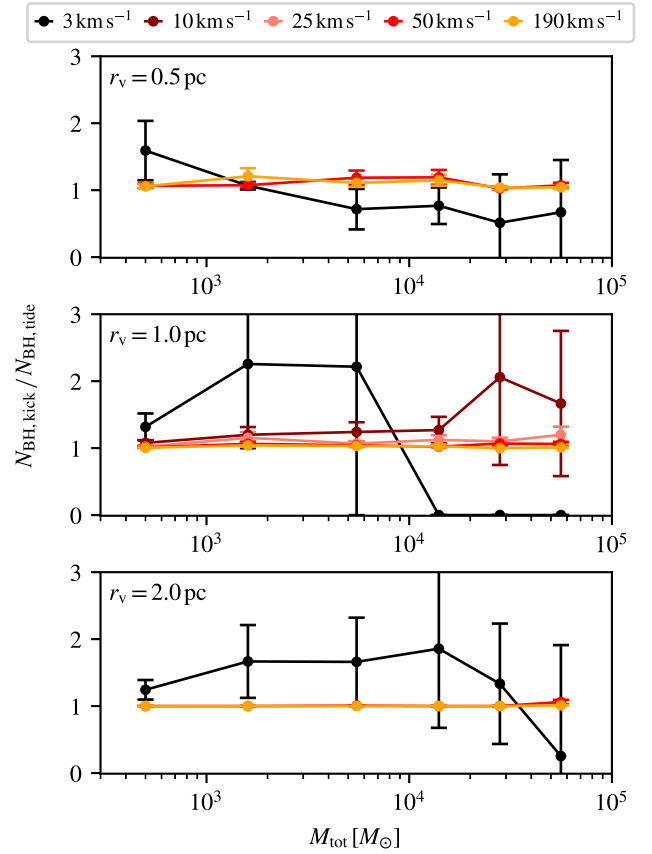 3 km s⁻¹ 10 km s⁻¹ 25 km s⁻¹ 50 km s⁻¹ 190 km s⁻¹
3
r_v = 0.5 pc
2
1
0
10³ 10⁴ 10⁵
3
r_v = 1.0 pc
2
1
0
10³ 10⁴ 10⁵
N_BH, kick / N_BH, tide
3
r_v = 2.0 pc
2
1
0
10³ 10⁴ 10⁵
M_tot [M_⊙]